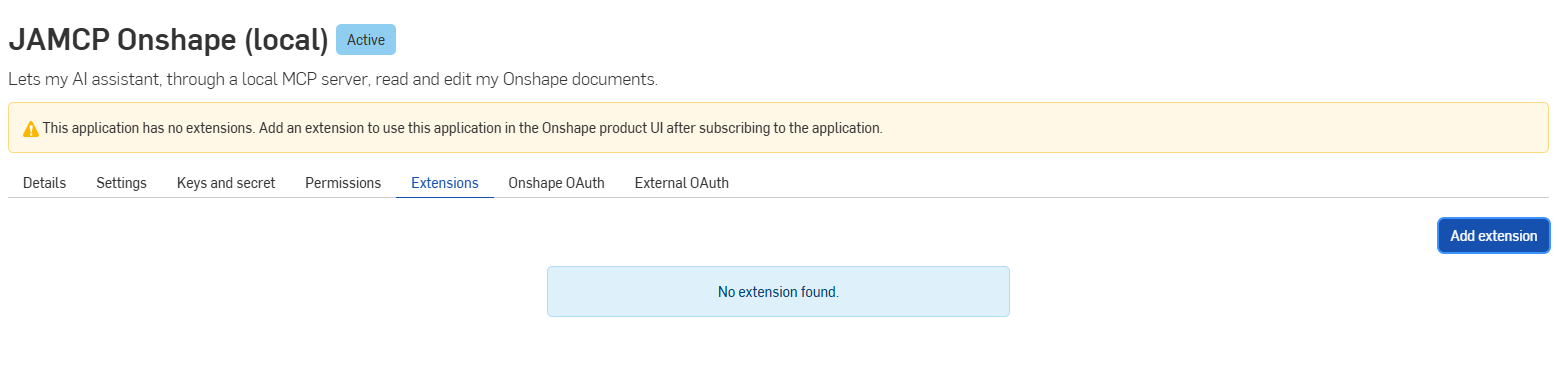 JAMCP Onshape (local) Active
Lets my AI assistant, through a local MCP server, read and edit my Onshape documents.
This application has no extensions. Add an extension to use this application in the Onshape product UI after subscribing to the application.
Details Settings Keys and secret Permissions Extensions Onshape OAuth External OAuth
Add extension
No extension found.